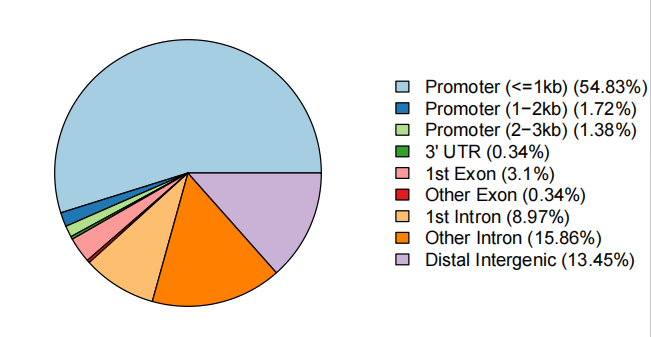 Promoter (<=1kb) (54.83%)
Promoter (1−2kb) (1.72%)
Promoter (2−3kb) (1.38%)
3' UTR (0.34%)
1st Exon (3.1%)
Other Exon (0.34%)
1st Intron (8.97%)
Other Intron (15.86%)
Distal Intergenic (13.45%)